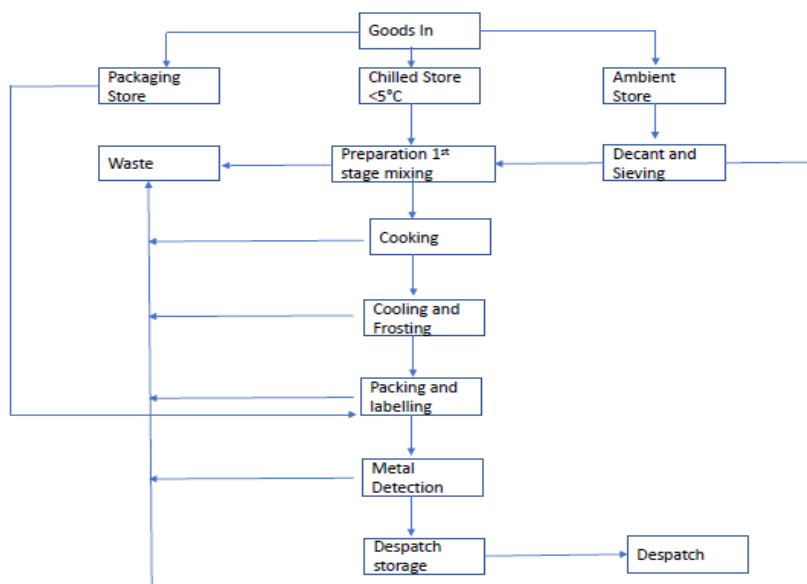 Goods In
Packaging
Store
Chilled Store
<5°C
Ambient
Store
Waste
Preparation 1st
stage mixing
Decant and
Sieving
Cooking
Cooling and
Frosting
Packing and
labelling
Metal
Detection
Despatch
storage
Despatch